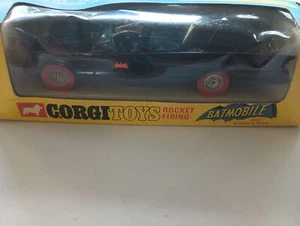 CORGI TOYS
ROCKET
FIRING
BATMOBILE